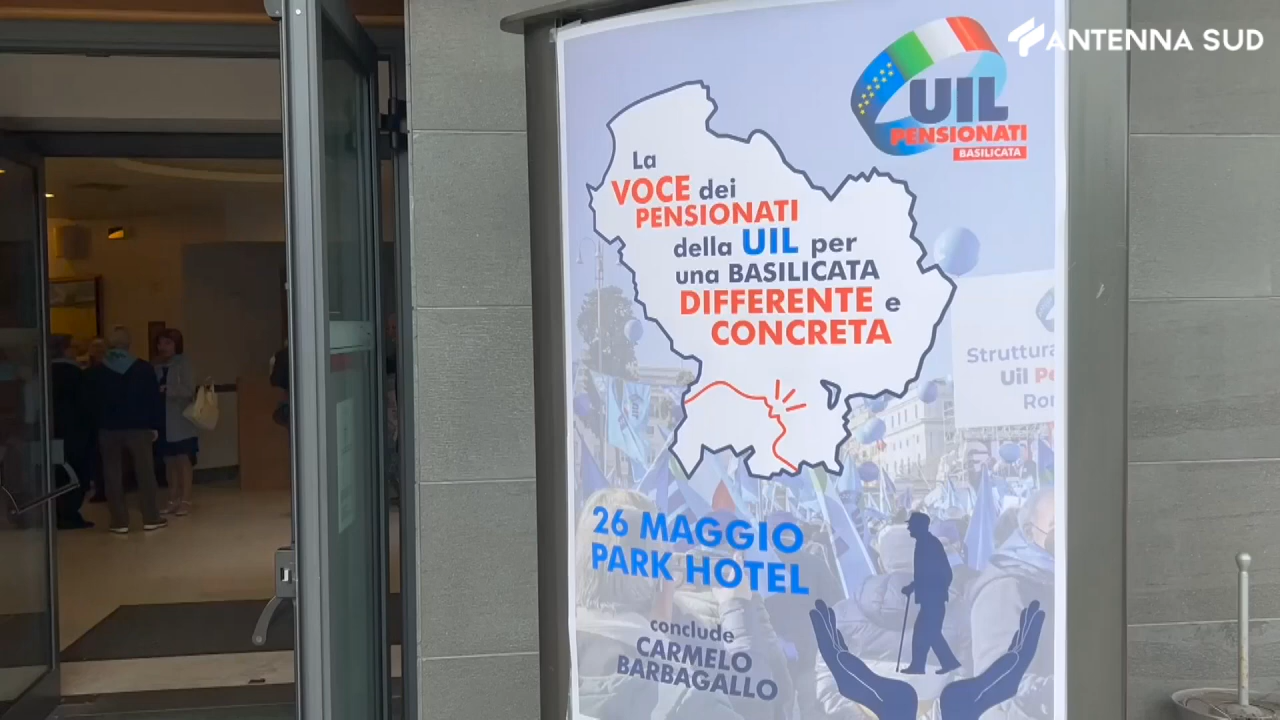 ANTENNA SUD
UIL
PENSIONATI
BASILICATA
La
VOCE dei
PENSIONATI
della UIL per
una BASILICATA
DIFFERENTE e
CONCRETA
Struttura
Uil
26 MAGGIO
PARK HOTEL
conclude
CARMELO
BARBAGALLO